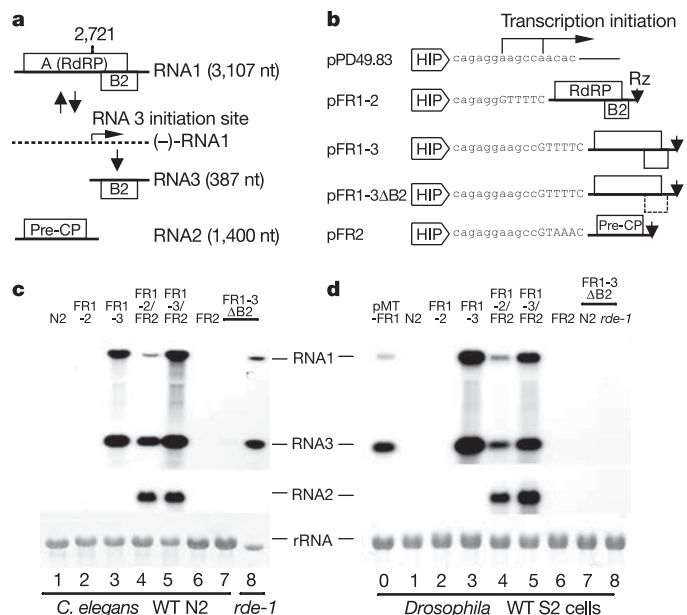 a
2,721
A (RdRP)
B2
RNA1 (3,107 nt)
RNA 3 initiation site
(–)-RNA1
B2
RNA3 (387 nt)
Pre-CP
RNA2 (1,400 nt)
b
Transcription initiation
pPD49.83 HIP cagaggaagccaacac
pFR1-2 HIP cagaggGTTTTC RdRP B2 Rz
pFR1-3 HIP cagaggaagccGTTTTC
pFR1-3ΔB2 HIP cagaggaagccGTTTTC
pFR2 HIP cagaggaagccGTAAAC Pre-CP
c
N2 FR1-2 FR1-3 FR1-2/FR2 FR1-3/FR2 FR2 FR1-3ΔB2
RNA1
RNA3
RNA2
rRNA
1 2 3 4 5 6 7 8
C. elegans WT N2 rde-1
d
pMT-FR1 N2 FR1-2 FR1-3 FR1-2/FR2 FR1-3/FR2 FR2 FR1-3ΔB2 N2 rde-1
0 1 2 3 4 5 6 7 8
Drosophila WT S2 cells